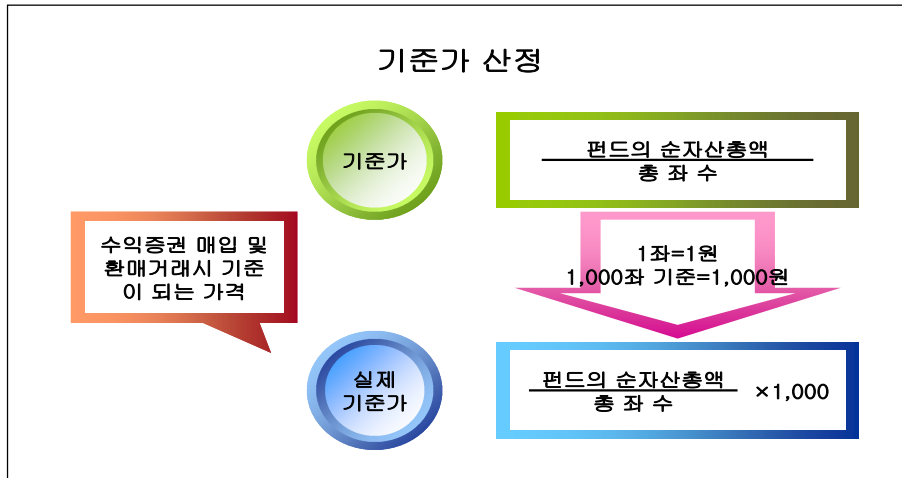 기준가 산정
기준가
펀드의 순자산총액
총 좌 수
수익증권 매입 및
환매거래시 기준
이 되는 가격
1좌=1원
1,000좌 기준=1,000원
실제
기준가
펀드의 순자산총액
총 좌 수
×1,000